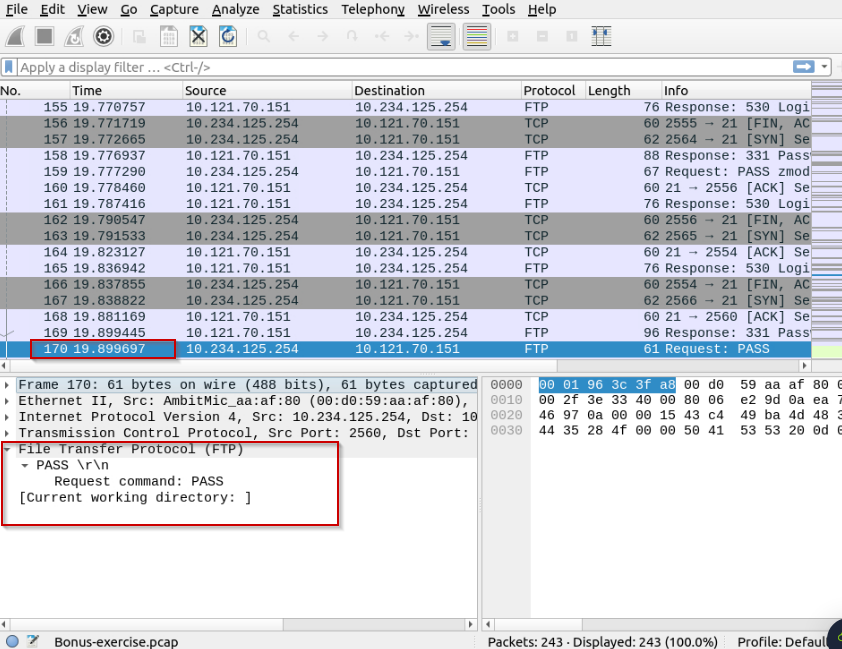 File Edit View Go Capture Analyze Statistics Telephony Wireless Tools Help
Apply a display filter … <Ctrl-/>
No. Time Source Destination Protocol Length Info
155 19.770757 10.121.70.151 10.234.125.254 FTP 76 Response: 530 Logi
156 19.771719 10.234.125.254 10.121.70.151 TCP 60 2555 → 21 [FIN, AC
157 19.772665 10.234.125.254 10.121.70.151 TCP 62 2564 → 21 [SYN] Se
158 19.776937 10.121.70.151 10.234.125.254 FTP 88 Response: 331 Pass
159 19.777290 10.234.125.254 10.121.70.151 FTP 67 Request: PASS zmod
160 19.778460 10.121.70.151 10.234.125.254 TCP 60 21 → 2556 [ACK] Se
161 19.787416 10.121.70.151 10.234.125.254 FTP 76 Response: 530 Logi
162 19.790547 10.234.125.254 10.121.70.151 TCP 60 2556 → 21 [FIN, AC
163 19.791533 10.234.125.254 10.121.70.151 TCP 62 2565 → 21 [SYN] Se
164 19.823127 10.121.70.151 10.234.125.254 TCP 60 21 → 2554 [ACK] Se
165 19.836942 10.121.70.151 10.234.125.254 FTP 76 Response: 530 Logi
166 19.837855 10.234.125.254 10.121.70.151 TCP 60 2554 → 21 [FIN, AC
167 19.838822 10.234.125.254 10.121.70.151 TCP 62 2566 → 21 [SYN] Se
168 19.881169 10.121.70.151 10.234.125.254 TCP 60 21 → 2560 [ACK] Se
169 19.899445 10.121.70.151 10.234.125.254 FTP 96 Response: 331 Pass
170 19.899697 10.234.125.254 10.121.70.151 FTP 61 Request: PASS
Frame 170: 61 bytes on wire (488 bits), 61 bytes captured
Ethernet II, Src: AmbitMic_aa:af:80 (00:d0:59:aa:af:80),
Internet Protocol Version 4, Src: 10.234.125.254, Dst: 10
Transmission Control Protocol, Src Port: 2560, Dst Port:
File Transfer Protocol (FTP)
PASS \r\n
Request command: PASS
[Current working directory: ]
0000 00 01 96 3c 3f a8 00 d0 59 aa af 80 0
0010 00 2f 3e 33 40 00 80 06 e2 9d 0a ea 7
0020 46 97 0a 00 00 15 43 c4 49 ba 4d 48 3
0030 44 35 28 4f 00 00 50 41 53 53 20 0d 0
Bonus-exercise.pcap
Packets: 243 · Displayed: 243 (100.0%)
Profile: Defaul